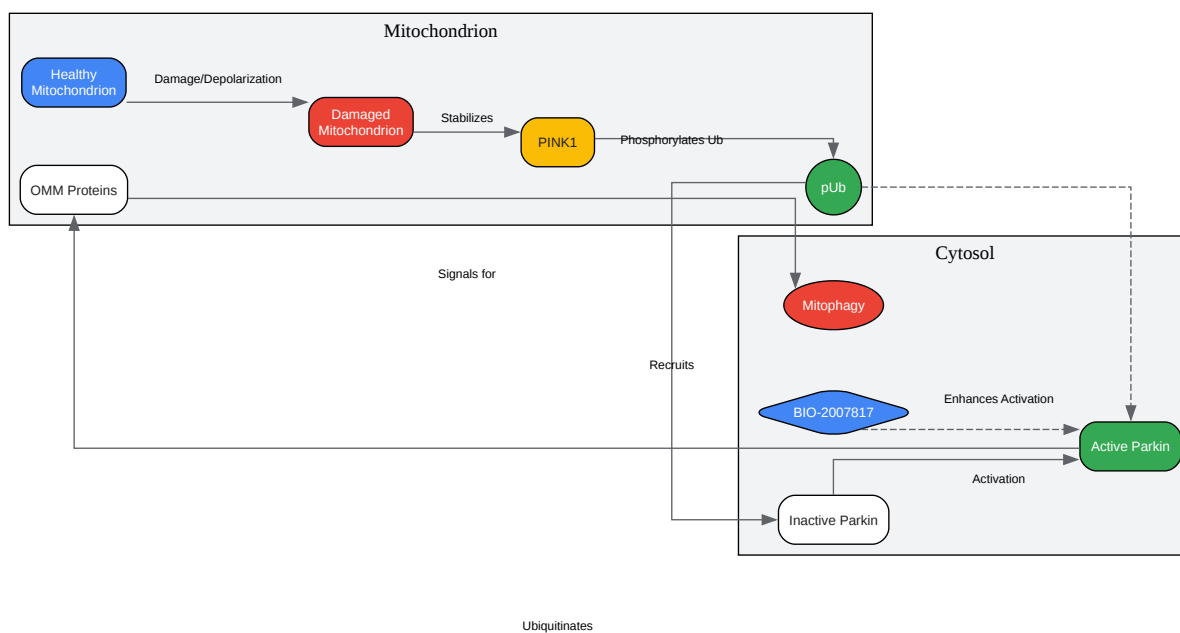 Mitochondrion
Healthy
Mitochondrion
Damage/Depolarization
Damaged
Mitochondrion
Stabilizes
PINK1
Phosphorylates Ub
OMM Proteins
pUb
Cytosol
Signals for
Mitophagy
Recruits
BIO-2007817
Enhances Activation
Active Parkin
Activation
Inactive Parkin
Ubiquitinates